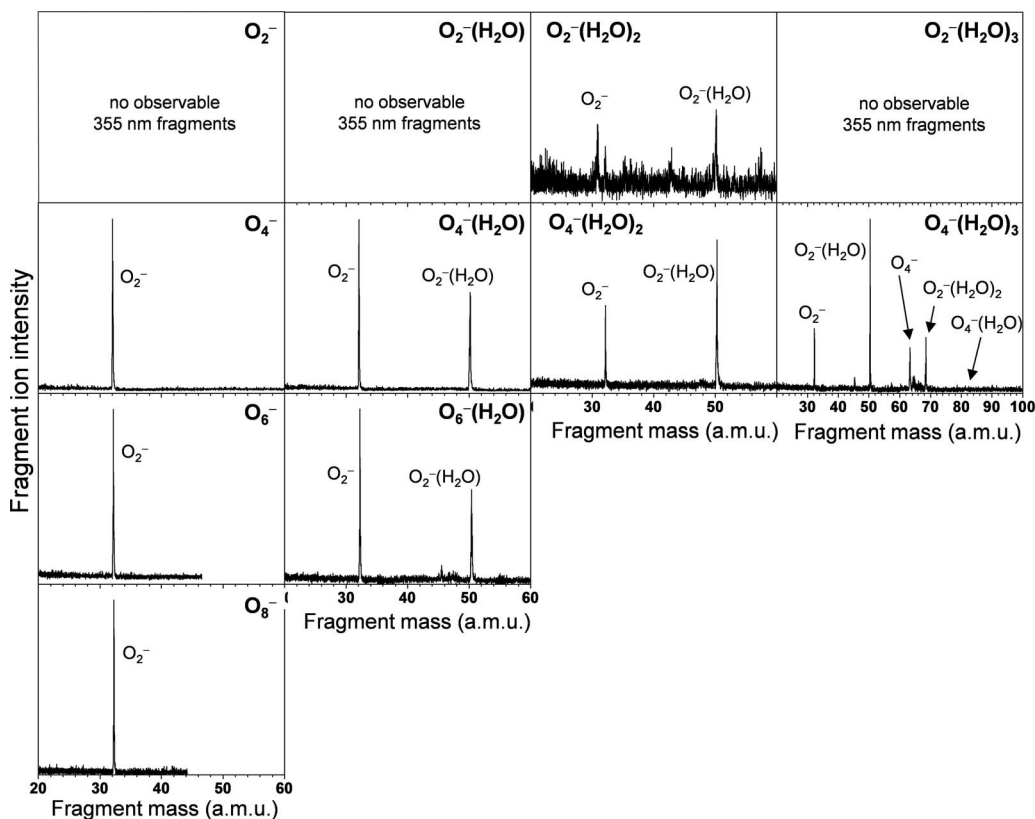 O₂⁻
no observable
355 nm fragments
O₂⁻(H₂O)
no observable
355 nm fragments
O₂⁻(H₂O)₂
O₂⁻
O₂⁻(H₂O)
O₂⁻(H₂O)₃
no observable
355 nm fragments
Fragment ion intensity
O₄⁻
O₂⁻
O₄⁻(H₂O)
O₂⁻
O₂⁻(H₂O)
O₄⁻(H₂O)₂
O₂⁻
O₂⁻(H₂O)
30 40 50
Fragment mass (a.m.u.)
O₄⁻(H₂O)₃
O₂⁻(H₂O)
O₄⁻
O₂⁻(H₂O)₂
O₂⁻
O₄⁻(H₂O)
30 40 50 60 70 80 90 100
Fragment mass (a.m.u.)
O₆⁻
O₂⁻
O₆⁻(H₂O)
O₂⁻
O₂⁻(H₂O)
30 40 50 60
Fragment mass (a.m.u.)
O₈⁻
O₂⁻
20 30 40 50 60
Fragment mass (a.m.u.)